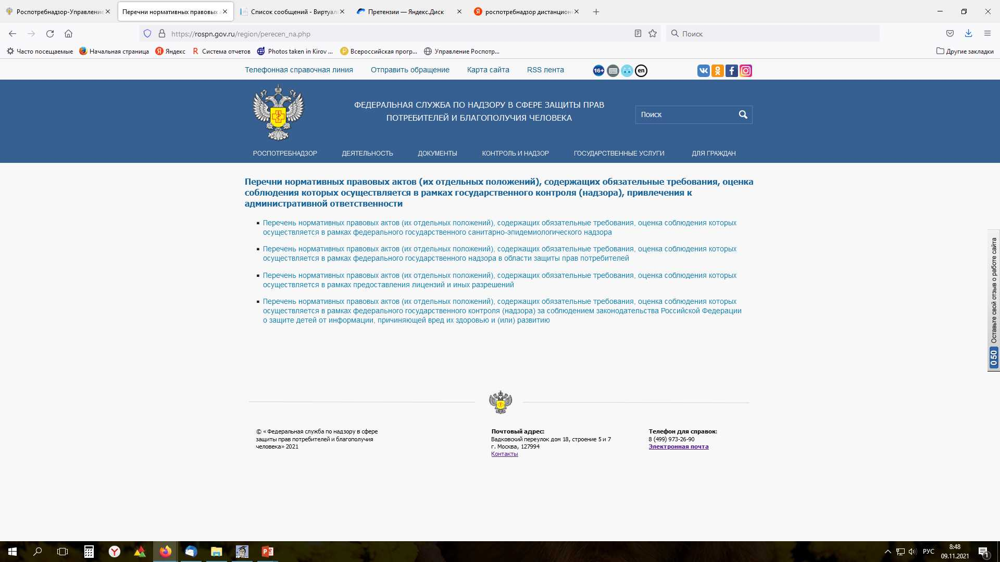 Роспотребнадзор-Управление
Перечни нормативных правовых а
Список сообщений - Виртуал
Претензии — Яндекс.Диск
роспотребнадзор дистанцион
https://rospn.gov.ru/region/perecen_na.php
Поиск
Часто посещаемые
Начальная страница
Яндекс
Система отчетов
Photos taken in Kirov ...
Всероссийская прогр...
Управление Роспотр...
Другие закладки
Телефонная справочная линия
Отправить обращение
Карта сайта
RSS лента
16+
en
ФЕДЕРАЛЬНАЯ СЛУЖБА ПО НАДЗОРУ В СФЕРЕ ЗАЩИТЫ ПРАВ
ПОТРЕБИТЕЛЕЙ И БЛАГОПОЛУЧИЯ ЧЕЛОВЕКА
Поиск
РОСПОТРЕБНАДЗОР
ДЕЯТЕЛЬНОСТЬ
ДОКУМЕНТЫ
КОНТРОЛЬ И НАДЗОР
ГОСУДАРСТВЕННЫЕ УСЛУГИ
ДЛЯ ГРАЖДАН
Перечни нормативных правовых актов (их отдельных положений), содержащих обязательные требования, оценка
соблюдения которых осуществляется в рамках государственного контроля (надзора), привлечения к
административной ответственности
Перечень нормативных правовых актов (их отдельных положений), содержащих обязательные требования, оценка соблюдения которых
осуществляется в рамках федерального государственного санитарно-эпидемиологического надзора
Перечень нормативных правовых актов (их отдельных положений), содержащих обязательные требования, оценка соблюдения которых
осуществляется в рамках федерального государственного надзора в области защиты прав потребителей
Перечень нормативных правовых актов (их отдельных положений), содержащих обязательные требования, оценка соблюдения которых
осуществляется в рамках предоставления лицензий и иных разрешений
Перечень нормативных правовых актов (их отдельных положений), содержащих обязательные требования, оценка соблюдения которых
осуществляется в рамках федерального государственного контроля (надзора) за соблюдением законодательства Российской Федерации
о защите детей от информации, причиняющей вред их здоровью и (или) развитию
Оставьте свой отзыв о работе сайта
050
© «Федеральная служба по надзору в сфере
защиты прав потребителей и благополучия
человека» 2021
Почтовый адрес:
Вадковский переулок дом 18, строение 5 и 7
г. Москва, 127994
Контакты
Телефон для справок:
8 (499) 973-26-90
Электронная почта
РУС
8:48
09.11.2021
1